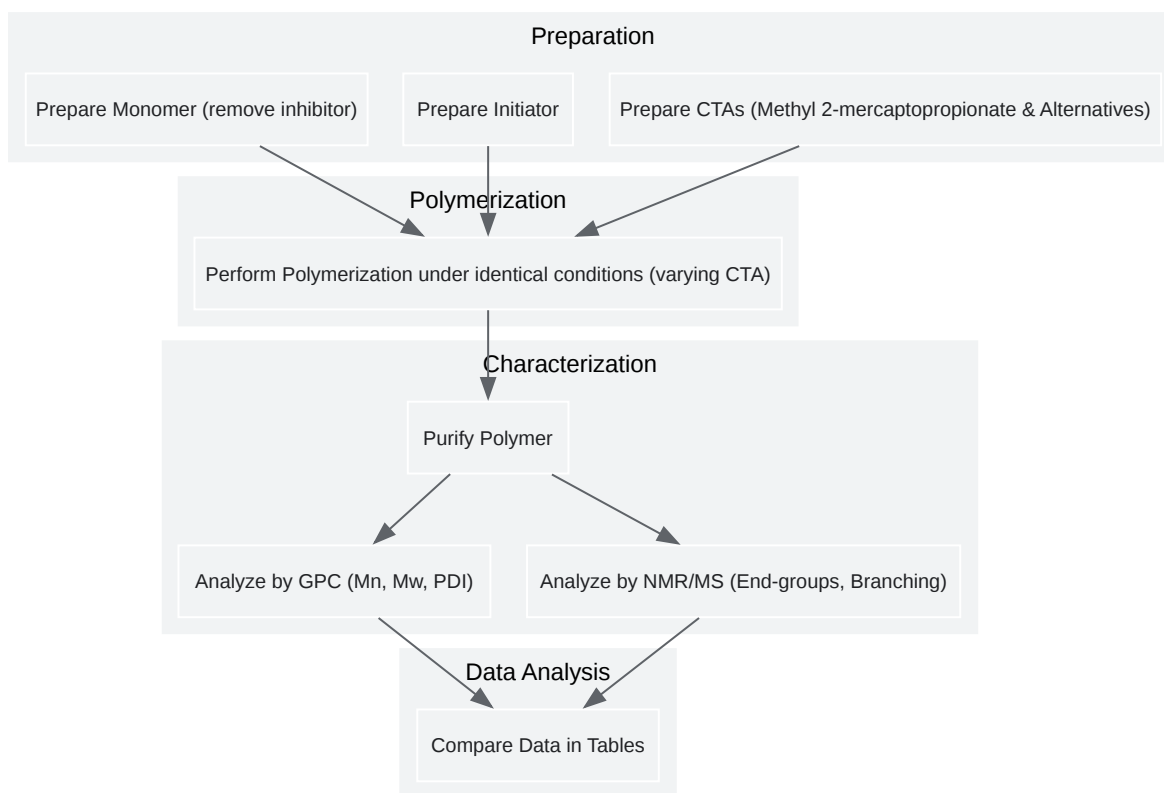 Preparation
Prepare Monomer (remove inhibitor)
Prepare Initiator
Prepare CTAs (Methyl 2-mercaptopropionate & Alternatives)
Polymerization
Perform Polymerization under identical conditions (varying CTA)
Characterization
Purify Polymer
Analyze by GPC (Mn, Mw, PDI)
Analyze by NMR/MS (End-groups, Branching)
Data Analysis
Compare Data in Tables